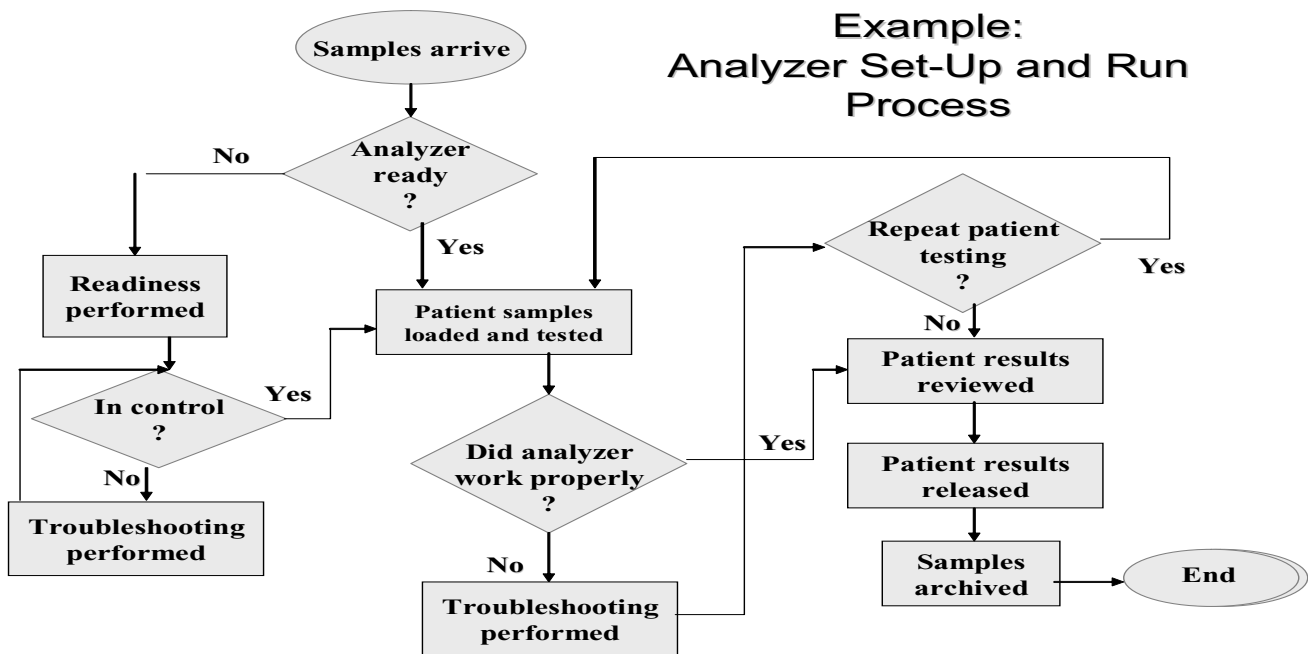 Example:
Analyzer Set-Up and Run
Process
Samples arrive
No
Analyzer
ready
?
Yes
Readiness
performed
In control
?
Yes
No
Troubleshooting
performed
Patient samples
loaded and tested
Did analyzer
work properly
?
Yes
No
Troubleshooting
performed
Repeat patient
testing
?
Yes
No
Patient results
reviewed
Patient results
released
Samples
archived
End